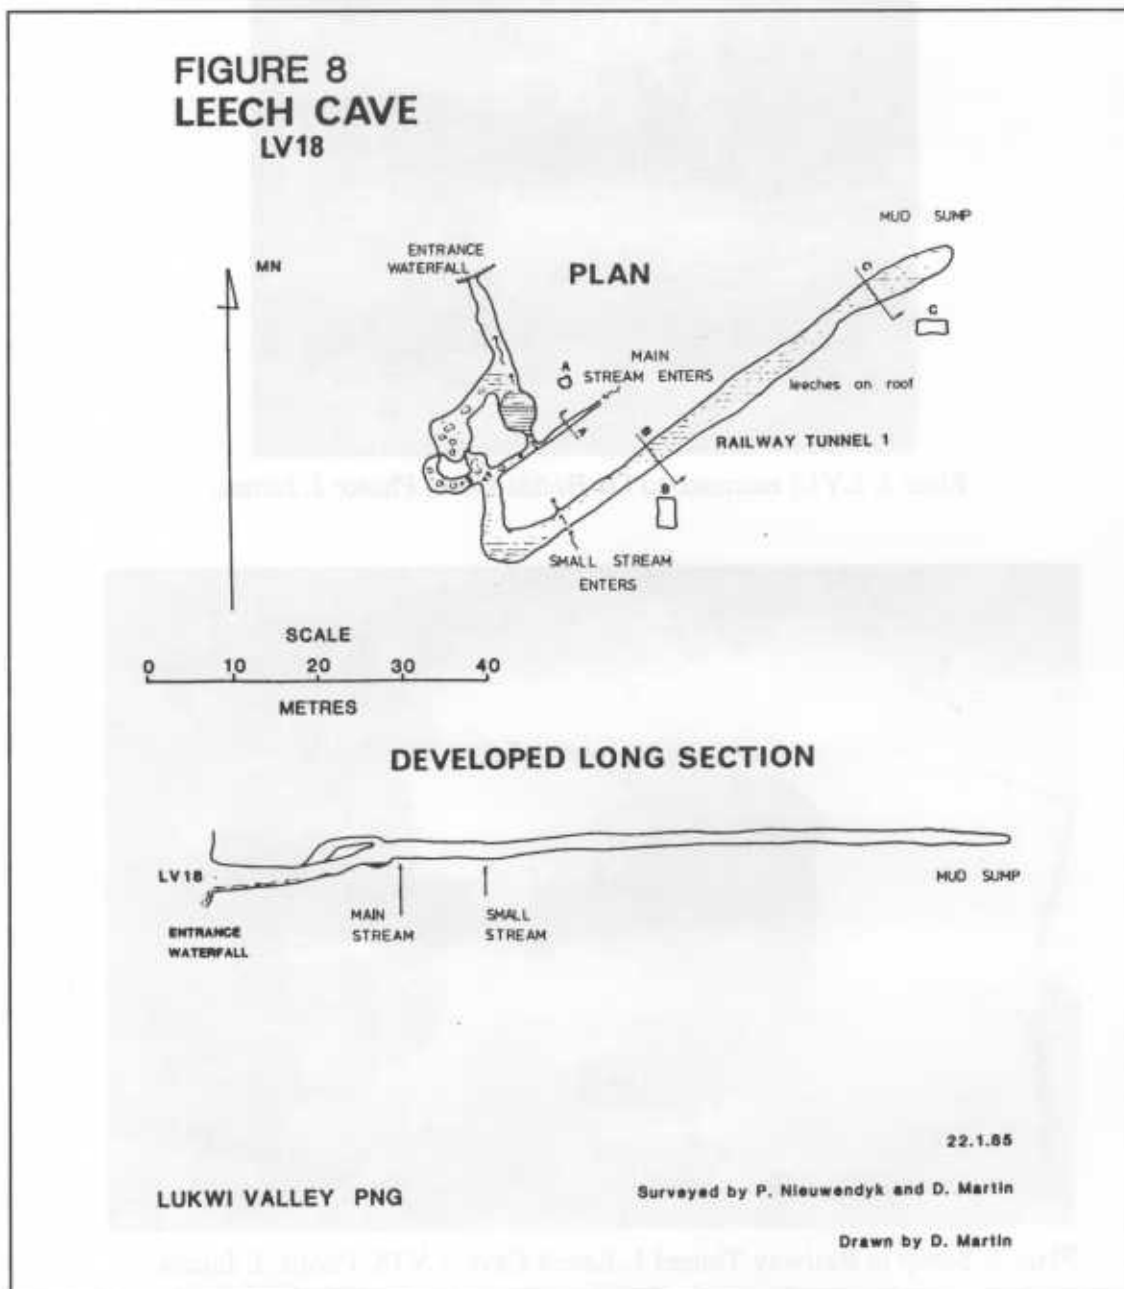 FIGURE 8
LEECH CAVE
LV18
MUD SUMP
ENTRANCE
WATERFALL
MN
PLAN
C
C
A
MAIN
STREAM ENTERS
leeches on roof
A
B
RAILWAY TUNNEL 1
B
SMALL STREAM
ENTERS
SCALE
0 10 20 30 40
METRES
DEVELOPED LONG SECTION
LV18
MUD SUMP
MAIN
STREAM
SMALL
STREAM
ENTRANCE
WATERFALL
22.1.85
LUKWI VALLEY PNG
Surveyed by P. Nieuwendyk and D. Martin
Drawn by D. Martin